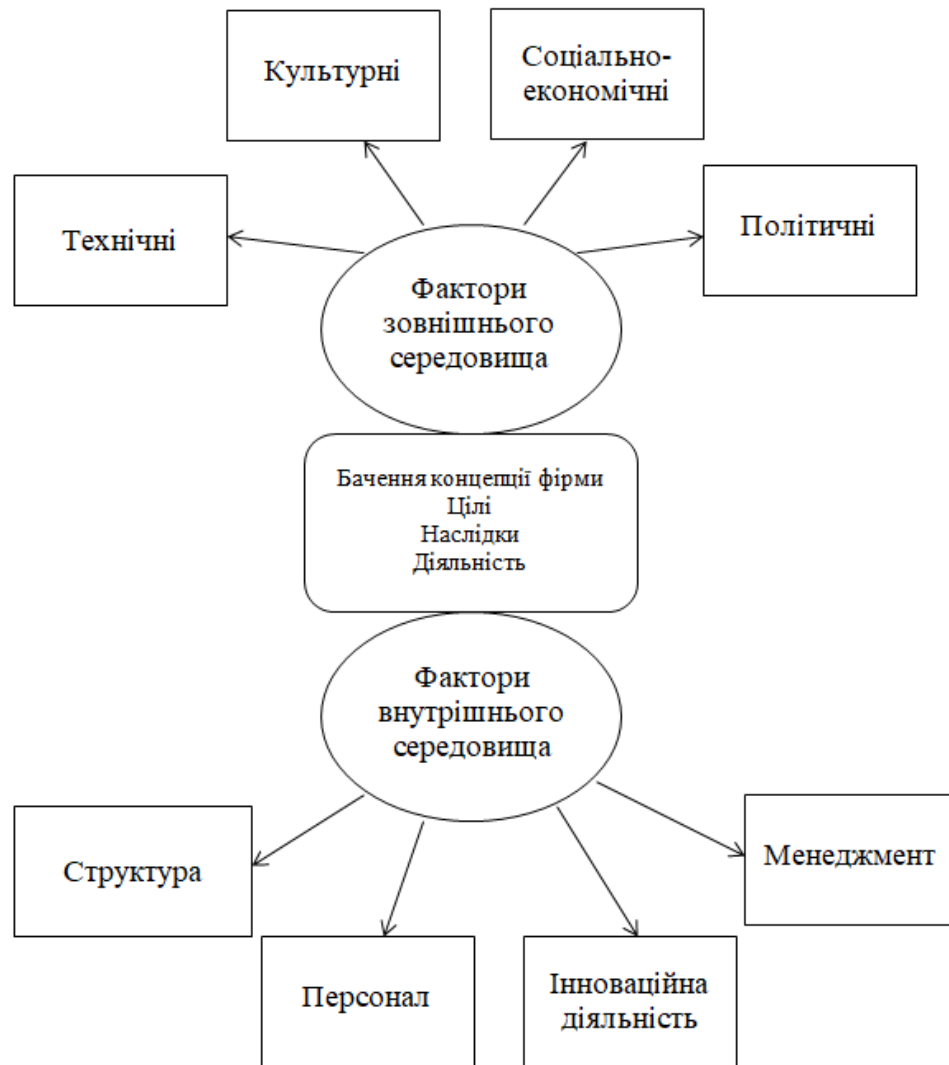 Культурні
Соціально-
економічні
Технічні
Політичні
Фактори
зовнішнього
середовища
Бачення концепції фірми
Цілі
Наслідки
Діяльність
Фактори
внутрішнього
середовища
Структура
Менеджмент
Персонал
Інноваційна
діяльність